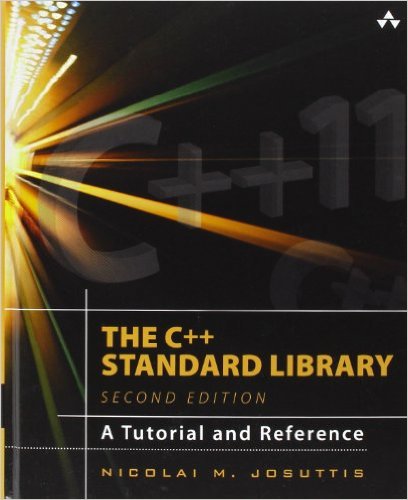 C++11
C++
THE C++
STANDARD LIBRARY
SECOND EDITION
A Tutorial and Reference
NICOLAI M. JOSUTTIS